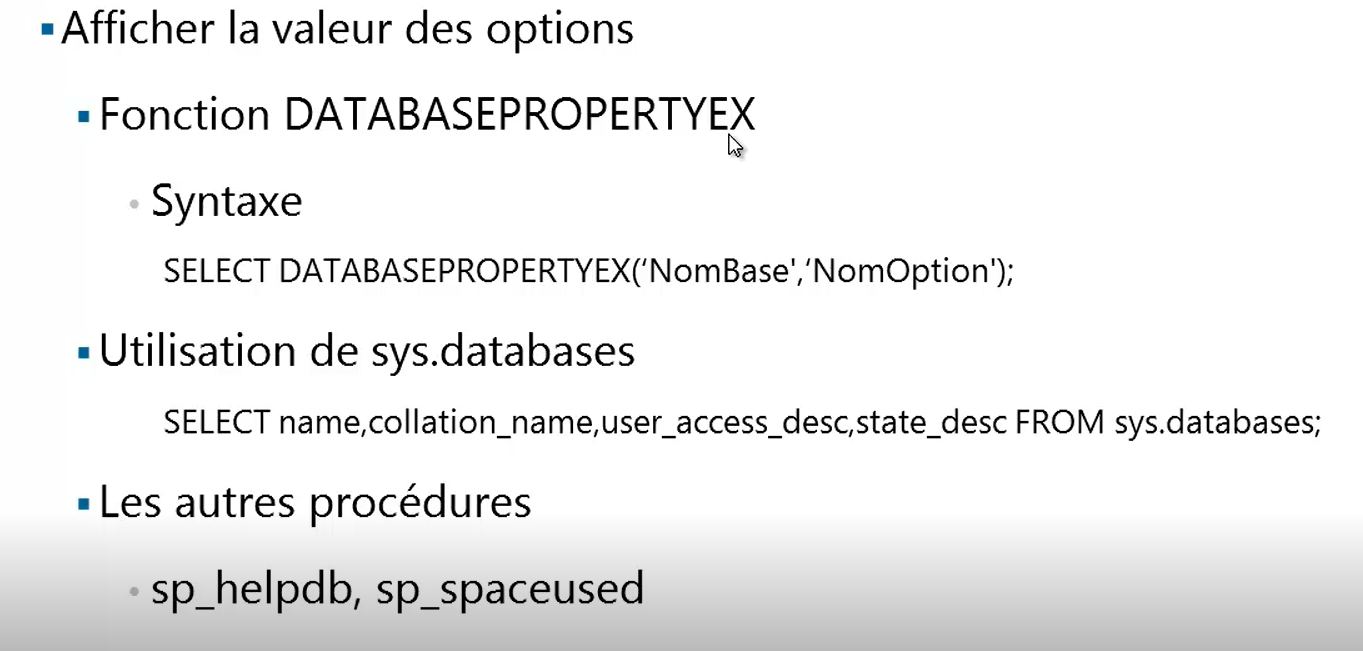 Afficher la valeur des options
Fonction DATABASEPROPERTYEX
Syntaxe
SELECT DATABASEPROPERTYEX(‘NomBase',‘NomOption');
Utilisation de sys.databases
SELECT name,collation_name,user_access_desc,state_desc FROM sys.databases;
Les autres procédures
sp_helpdb, sp_spaceused